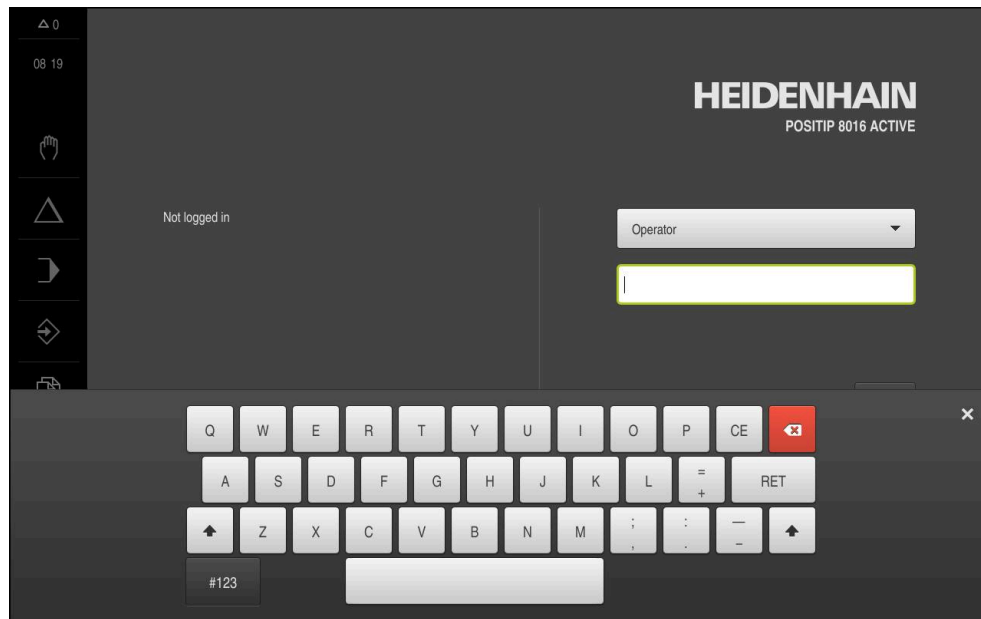 0
08 19
HEIDENHAIN
POSITIP 8016 ACTIVE
Not logged in
Operator
Q W E R T Y U I O P CE
A S D F G H J K L = + RET
Z X C V B N M ; , : . — –
#123